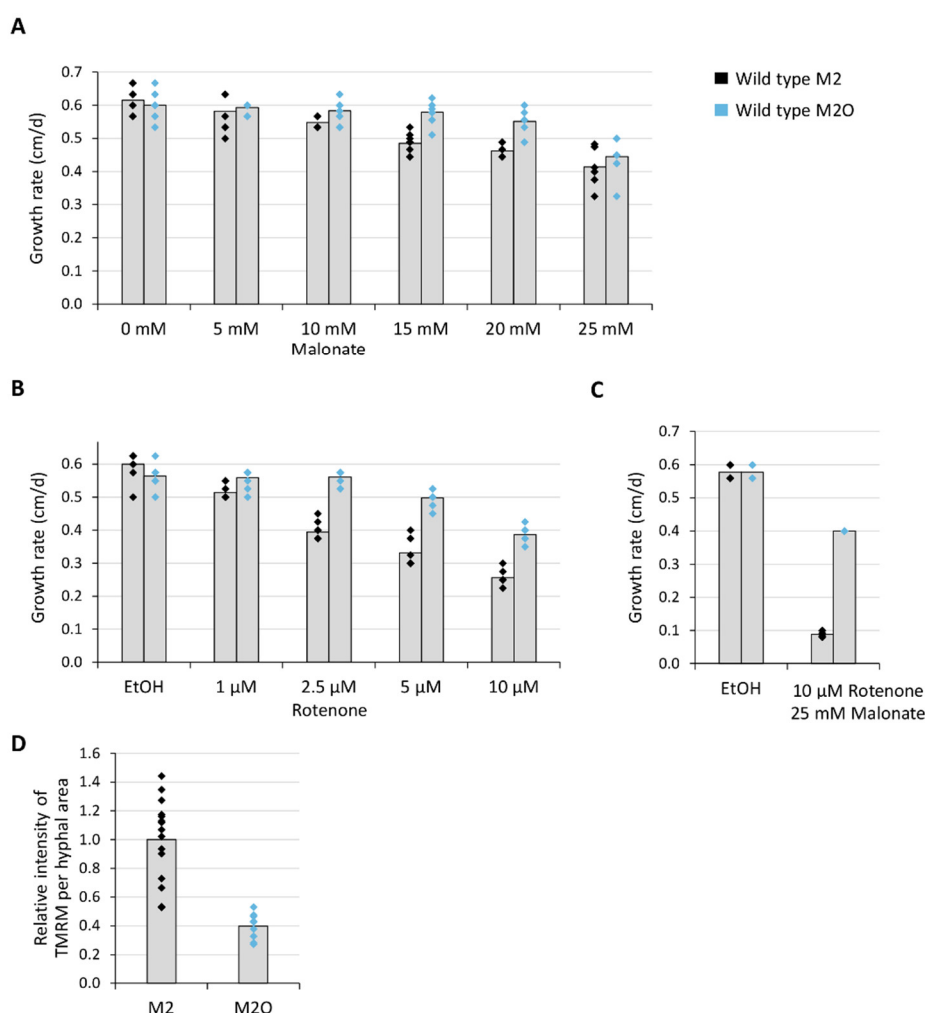 A
Growth rate (cm/d)
0.7
0.6
0.5
0.4
0.3
0.2
0.1
0.0
0 mM 5 mM 10 mM 15 mM 20 mM 25 mM
Malonate
Wild type M2
Wild type M2O
B
Growth rate (cm/d)
0.6
0.5
0.4
0.3
0.2
0.1
0.0
EtOH 1 µM 2.5 µM 5 µM 10 µM
Rotenone
C
Growth rate (cm/d)
0.7
0.6
0.5
0.4
0.3
0.2
0.1
0.0
EtOH 10 µM Rotenone
25 mM Malonate
D
Relative intensity of
TMRM per hyphal area
1.6
1.4
1.2
1.0
0.8
0.6
0.4
0.2
0.0
M2 M2O